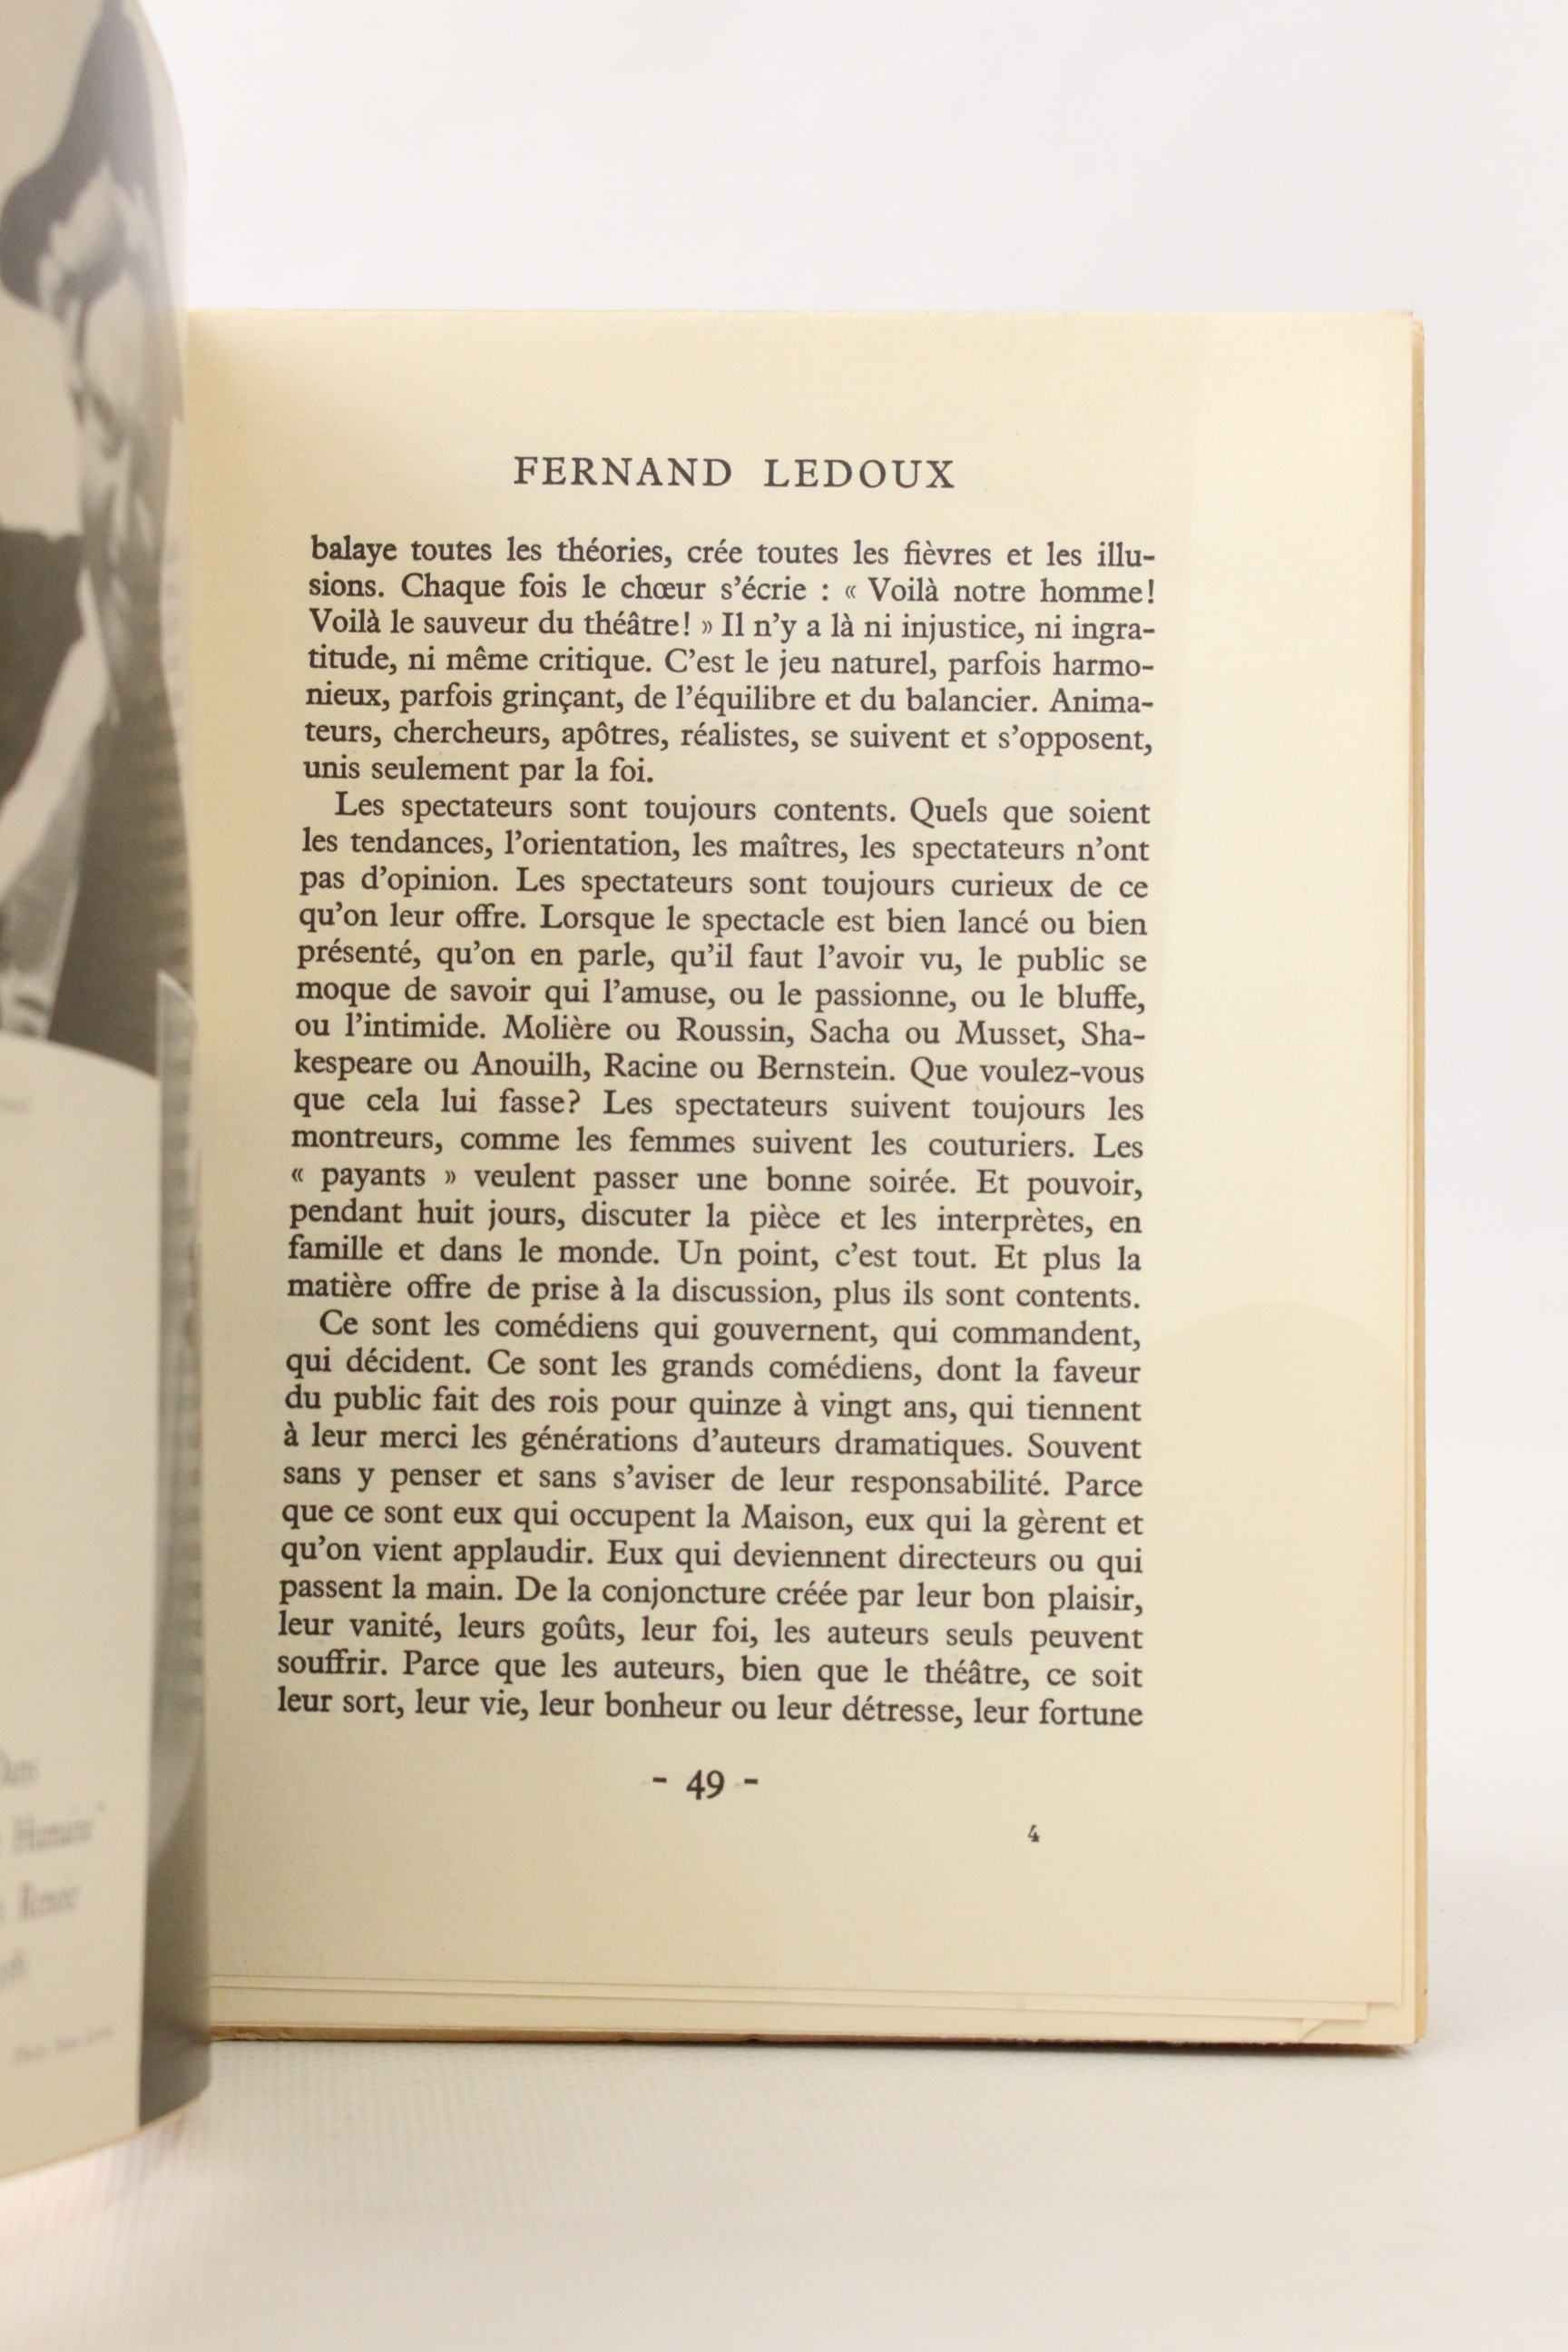 FERNAND LEDOUX
balaye toutes les théories, crée toutes les fièvres et les illu-
sions. Chaque fois le chœur s'écrie : « Voilà notre homme!
Voilà le sauveur du théâtre! » Il n'y a là ni injustice, ni ingra-
titude, ni même critique. C'est le jeu naturel, parfois harmo-
nieux, parfois grinçant, de l'équilibre et du balancier. Anima-
teurs, chercheurs, apôtres, réalistes, se suivent et s'opposent,
unis seulement par la foi.
Les spectateurs sont toujours contents. Quels que soient
les tendances, l'orientation, les maîtres, les spectateurs n'ont
pas d'opinion. Les spectateurs sont toujours curieux de ce
qu'on leur offre. Lorsque le spectacle est bien lancé ou bien
présenté, qu'on en parle, qu'il faut l'avoir vu, le public se
moque de savoir qui l'amuse, ou le passionne, ou le bluffe,
ou l'intimide. Molière ou Roussin, Sacha ou Musset, Sha-
kespeare ou Anouilh, Racine ou Bernstein. Que voulez-vous
que cela lui fasse? Les spectateurs suivent toujours les
montreurs, comme les femmes suivent les couturiers. Les
« payants » veulent passer une bonne soirée. Et pouvoir,
pendant huit jours, discuter la pièce et les interprètes, en
famille et dans le monde. Un point, c'est tout. Et plus la
matière offre de prise à la discussion, plus ils sont contents.
Ce sont les comédiens qui gouvernent, qui commandent,
qui décident. Ce sont les grands comédiens, dont la faveur
du public fait des rois pour quinze à vingt ans, qui tiennent
à leur merci les générations d'auteurs dramatiques. Souvent
sans y penser et sans s'aviser de leur responsabilité. Parce
que ce sont eux qui occupent la Maison, eux qui la gèrent et
qu'on vient applaudir. Eux qui deviennent directeurs ou qui
passent la main. De la conjoncture créée par leur bon plaisir,
leur vanité, leurs goûts, leur foi, les auteurs seuls peuvent
souffrir. Parce que les auteurs, bien que le théâtre, ce soit
leur sort, leur vie, leur bonheur ou leur détresse, leur fortune
- 49 -
4